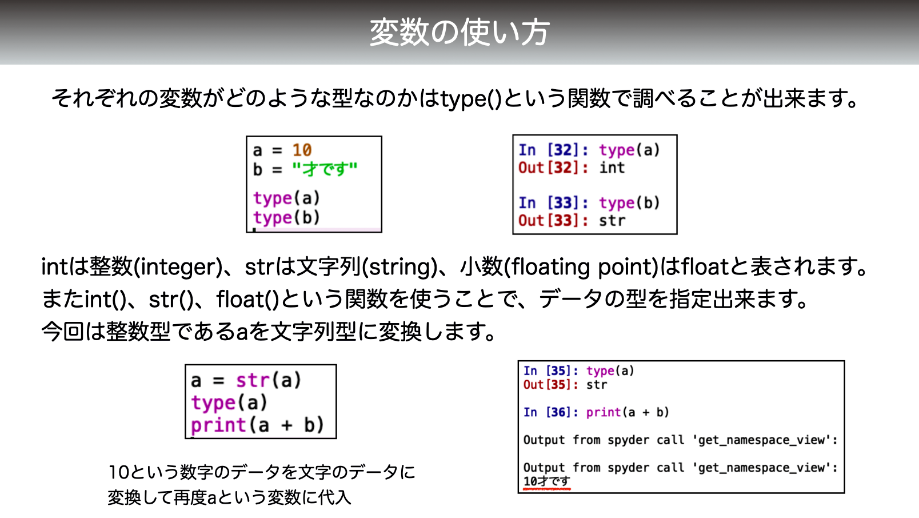 変数の使い方
それぞれの変数がどのような型なのかはtype()という関数で調べることが出来ます。
a = 10
b = "才です"
type(a)
type(b)
In [32]: type(a)
Out[32]: int
In [33]: type(b)
Out[33]: str
intは整数(integer)、strは文字列(string)、小数(floating point)はfloatと表されます。
またint()、str()、float()という関数を使うことで、データの型を指定出来ます。
今回は整数型であるaを文字列型に変換します。
a = str(a)
type(a)
print(a + b)
10という数字のデータを文字のデータに
変換して再度aという変数に代入
In [35]: type(a)
Out[35]: str
In [36]: print(a + b)
Output from spyder call 'get_namespace_view':
Output from spyder call 'get_namespace_view':
10才です